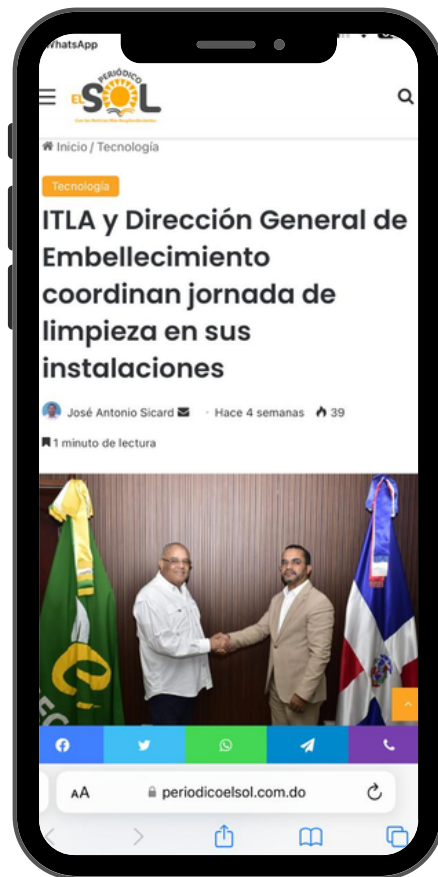 WhatsApp
PERIÓDICO
EL SOL
Inicio / Tecnología
Tecnología
ITLA y Dirección General de
Embellecimiento
coordinan jornada de
limpieza en sus
instalaciones
José Antonio Sicard · Hace 4 semanas 39
1 minuto de lectura
AA periodicoelsol.com.do